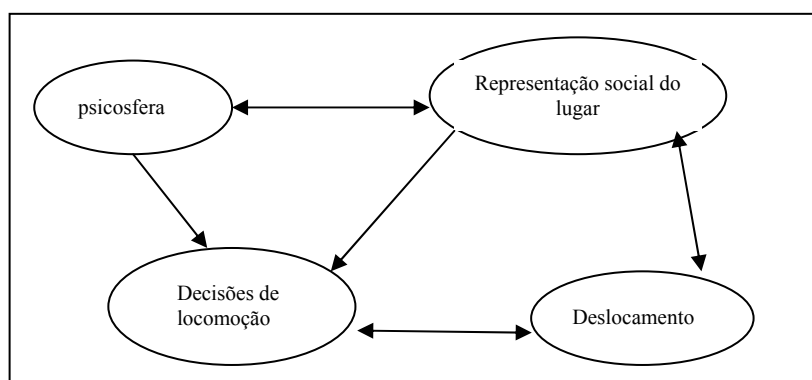 psicosfera
Representação social do
lugar
Decisões de
locomoção
Deslocamento